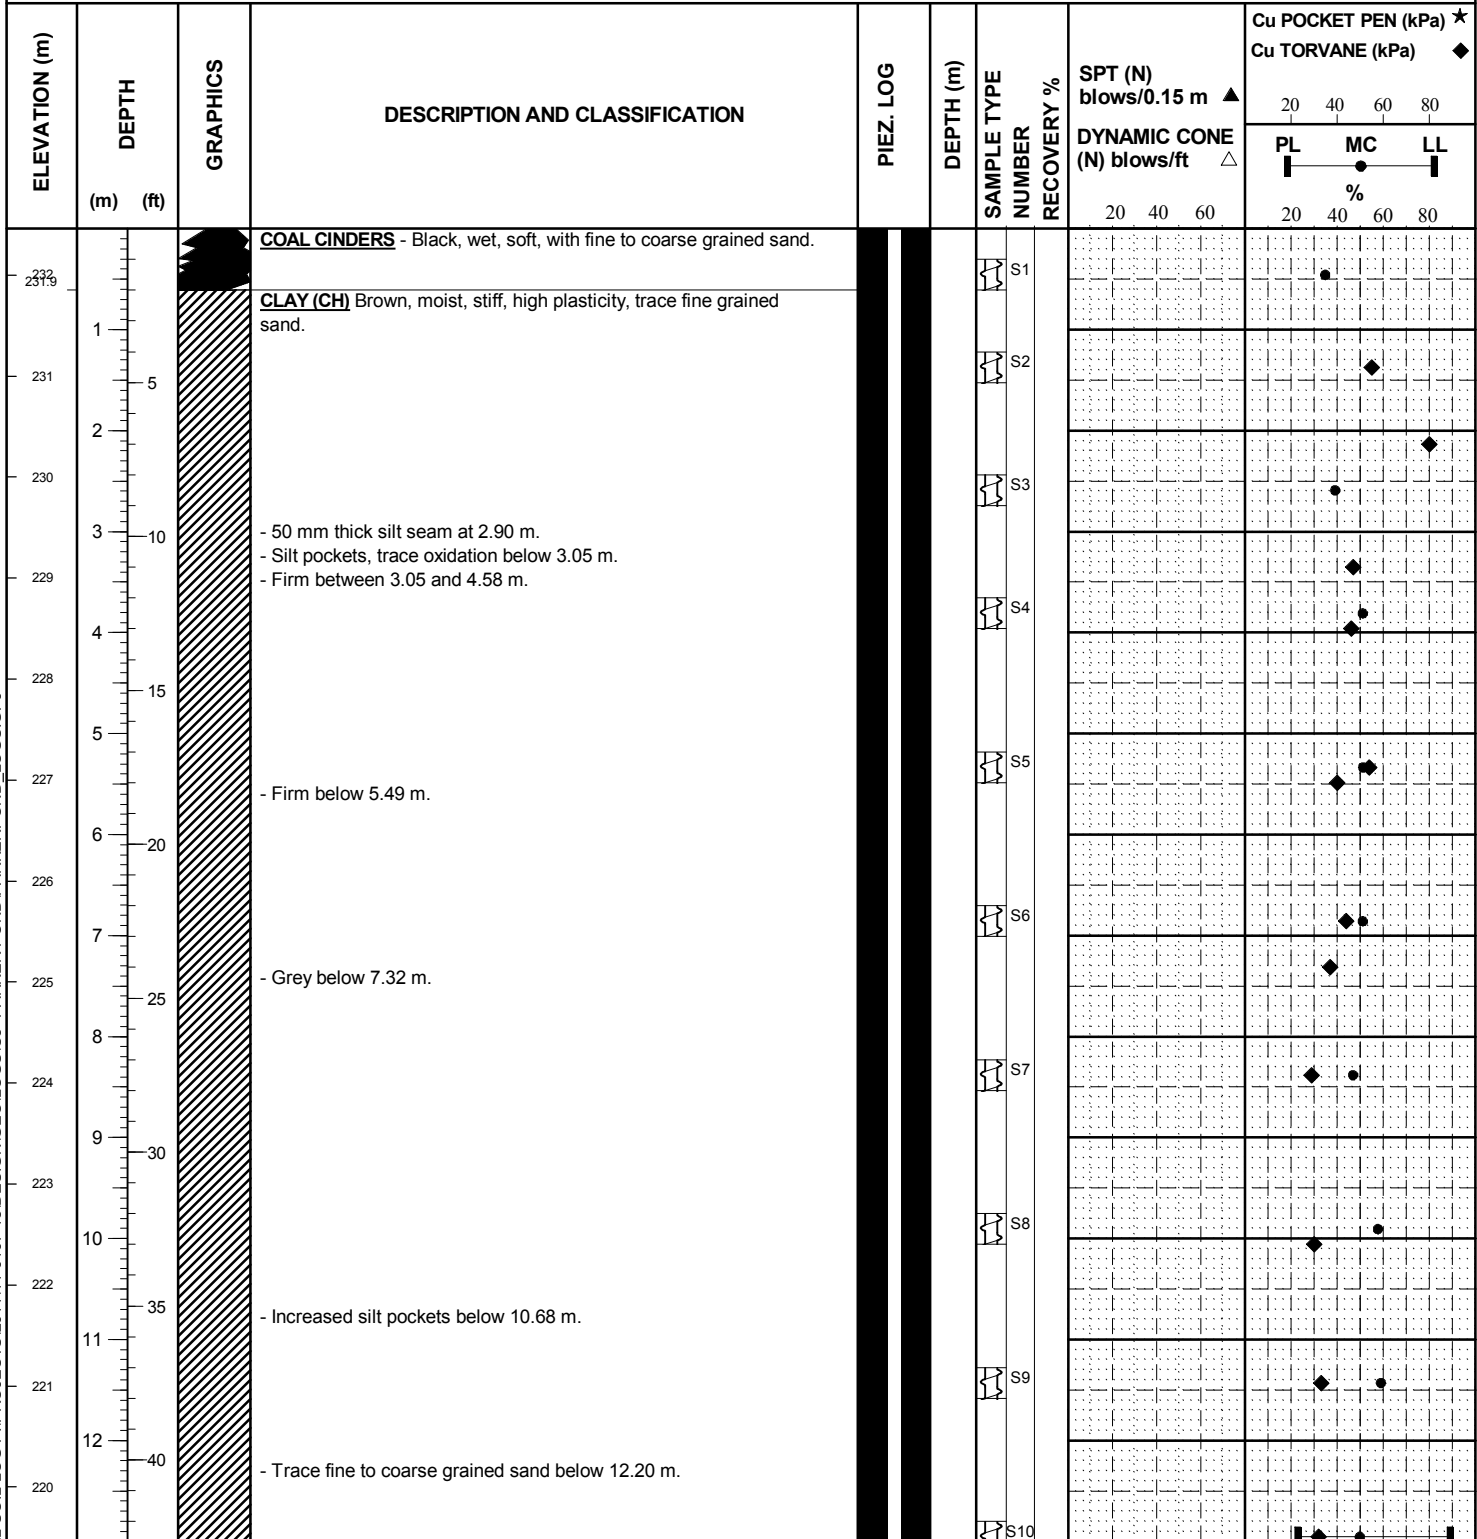 ELEVATION (m)
DEPTH
(m) (ft)
GRAPHICS
DESCRIPTION AND CLASSIFICATION
PIEZ. LOG
DEPTH (m)
SAMPLE TYPE
NUMBER
RECOVERY %
SPT (N)
blows/0.15 m ▲
DYNAMIC CONE
(N) blows/ft △
20 40 60
Cu POCKET PEN (kPa) ★
Cu TORVANE (kPa) ◆
20 40 60 80
PL MC LL
%
20 40 60 80
COAL CINDERS - Black, wet, soft, with fine to coarse grained sand.
S1
232
231.9
CLAY (CH) Brown, moist, stiff, high plasticity, trace fine grained
sand.
1
S2
231
5
2
230
S3
3
10
- 50 mm thick silt seam at 2.90 m.
- Silt pockets, trace oxidation below 3.05 m.
229
- Firm between 3.05 and 4.58 m.
S4
4
228
15
5
S5
227
- Firm below 5.49 m.
6
20
226
S6
7
225
- Grey below 7.32 m.
25
8
S7
224
9
30
223
S8
10
222
35
- Increased silt pockets below 10.68 m.
11
S9
221
12
40
- Trace fine to coarse grained sand below 12.20 m.
220
S10